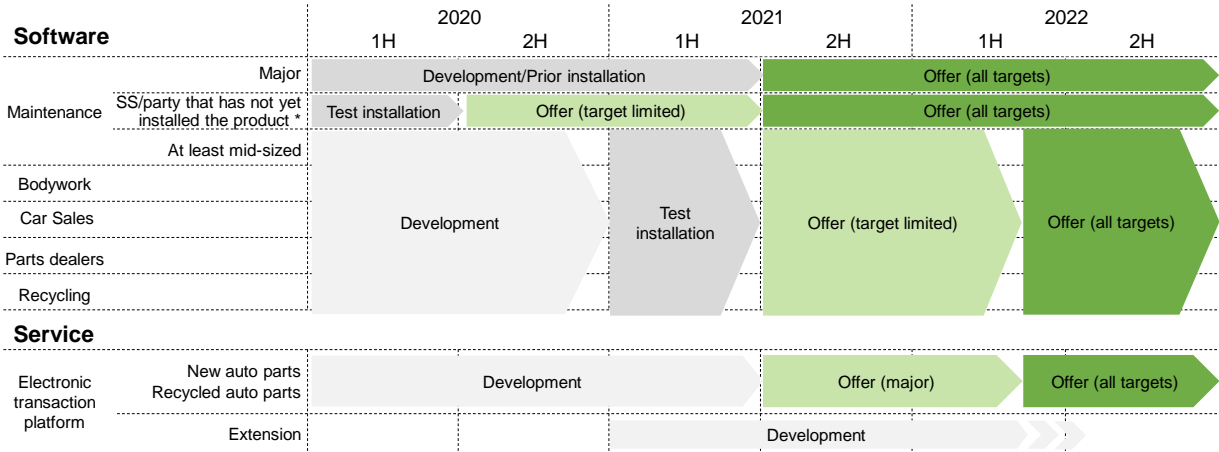 2020
2021
2022
Software
1H
2H
1H
2H
1H
2H
Major
Development/Prior installation
Offer (all targets)
Maintenance
SS/party that has not yet
installed the product *
Test installation
Offer (target limited)
Offer (all targets)
At least mid-sized
Bodywork
Car Sales
Parts dealers
Recycling
Development
Test
installation
Offer (target limited)
Offer (all targets)
Service
Electronic
transaction
platform
New auto parts
Recycled auto parts
Development
Offer (major)
Offer (all targets)
Extension
Development